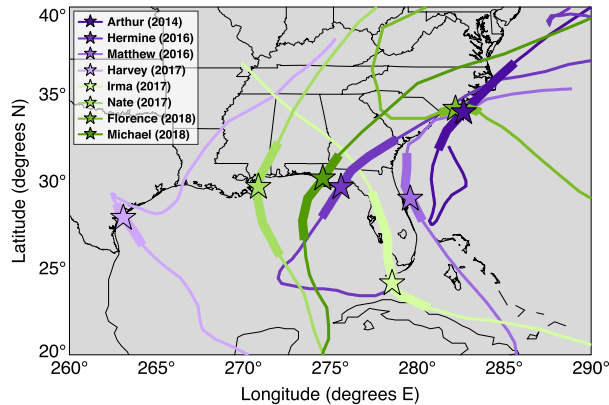 40°
35°
30°
25°
20°
Latitude (degrees N)
Arthur (2014)
Hermine (2016)
Matthew (2016)
Harvey (2017)
Irma (2017)
Nate (2017)
Florence (2018)
Michael (2018)
260° 265° 270° 275° 280° 285° 290°
Longitude (degrees E)